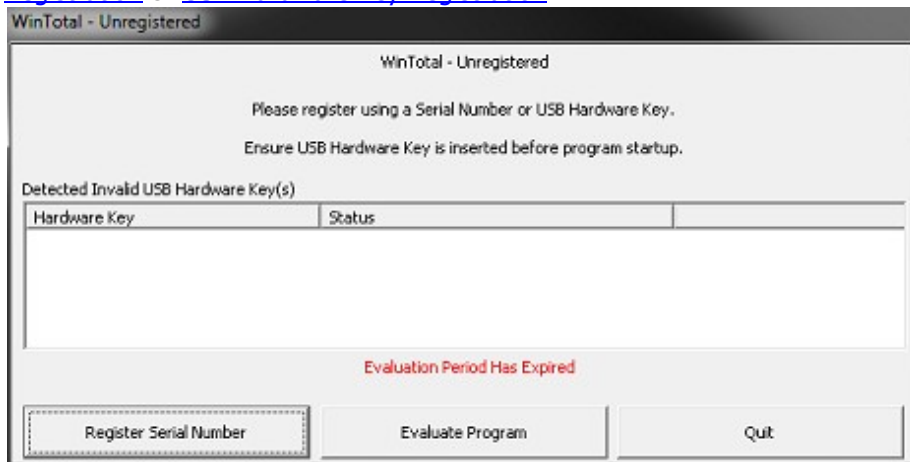 WinTotal - Unregistered
WinTotal - Unregistered
Please register using a Serial Number or USB Hardware Key.
Ensure USB Hardware Key is inserted before program startup.
Detected Invalid USB Hardware Key(s)
Hardware Key Status
Evaluation Period Has Expired
Register Serial Number Evaluate Program Quit